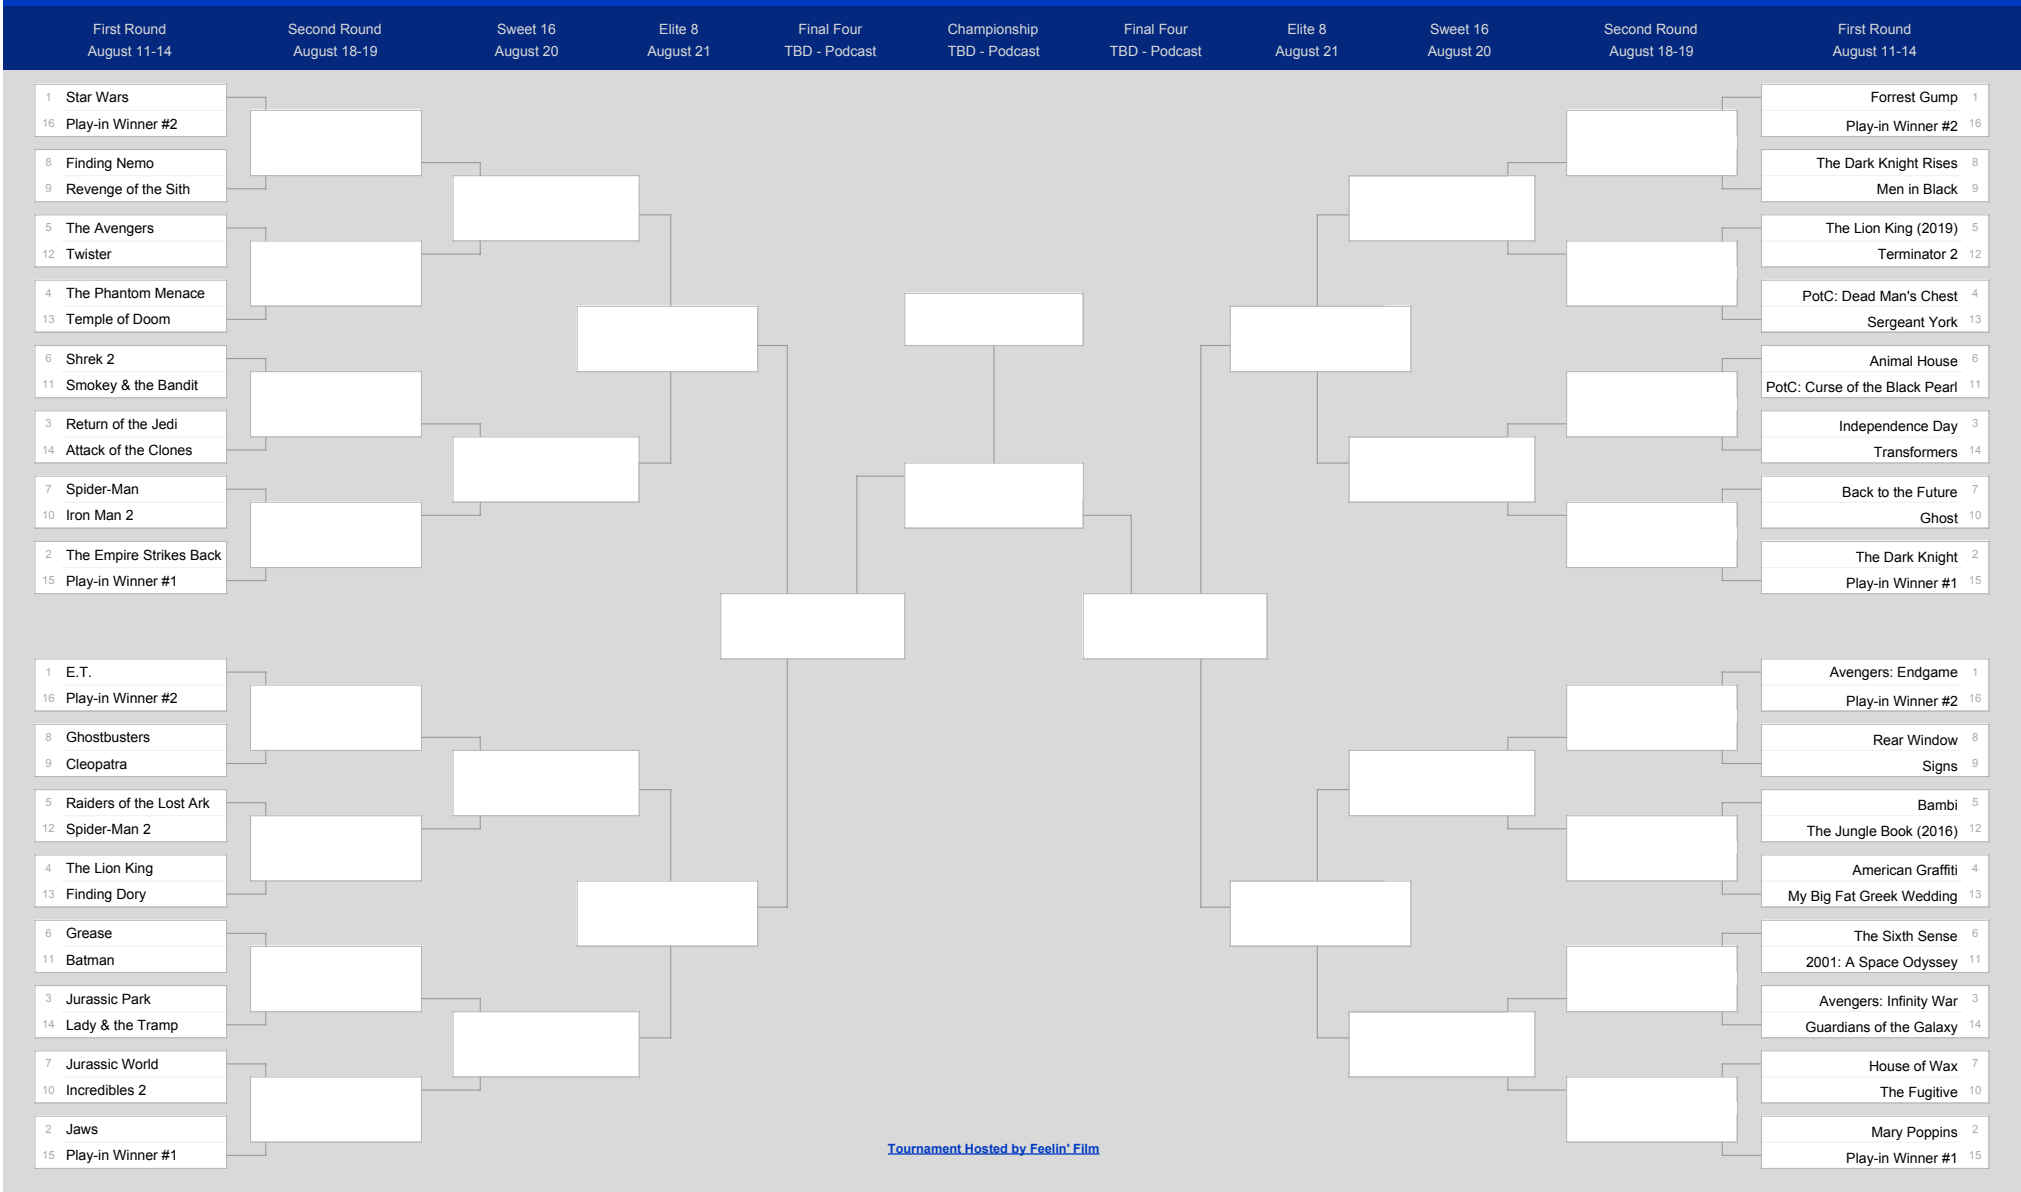 First Round
August 11-14
Second Round
August 18-19
Sweet 16
August 20
Elite 8
August 21
Final Four
TBD - Podcast
Championship
TBD - Podcast
Final Four
TBD - Podcast
Elite 8
August 21
Sweet 16
August 20
Second Round
August 18-19
First Round
August 11-14
1 Star Wars
16 Play-in Winner #2
8 Finding Nemo
9 Revenge of the Sith
5 The Avengers
12 Twister
4 The Phantom Menace
13 Temple of Doom
6 Shrek 2
11 Smokey & the Bandit
3 Return of the Jedi
14 Attack of the Clones
7 Spider-Man
10 Iron Man 2
2 The Empire Strikes Back
15 Play-in Winner #1
1 E.T.
16 Play-in Winner #2
8 Ghostbusters
9 Cleopatra
5 Raiders of the Lost Ark
12 Spider-Man 2
4 The Lion King
13 Finding Dory
6 Grease
11 Batman
3 Jurassic Park
14 Lady & the Tramp
7 Jurassic World
10 Incredibles 2
2 Jaws
15 Play-in Winner #1
Forrest Gump 1
Play-in Winner #2 16
The Dark Knight Rises 8
Men in Black 9
The Lion King (2019) 5
Terminator 2 12
PotC: Dead Man's Chest 4
Sergeant York 13
Animal House 6
PotC: Curse of the Black Pearl 11
Independence Day 3
Transformers 14
Back to the Future 7
Ghost 10
The Dark Knight 2
Play-in Winner #1 15
Avengers: Endgame 1
Play-in Winner #2 16
Rear Window 8
Signs 9
Bambi 5
The Jungle Book (2016) 12
American Graffiti 4
My Big Fat Greek Wedding 13
The Sixth Sense 6
2001: A Space Odyssey 11
Avengers: Infinity War 3
Guardians of the Galaxy 14
House of Wax 7
The Fugitive 10
Mary Poppins 2
Play-in Winner #1 15
Tournament Hosted by Feelin' Film